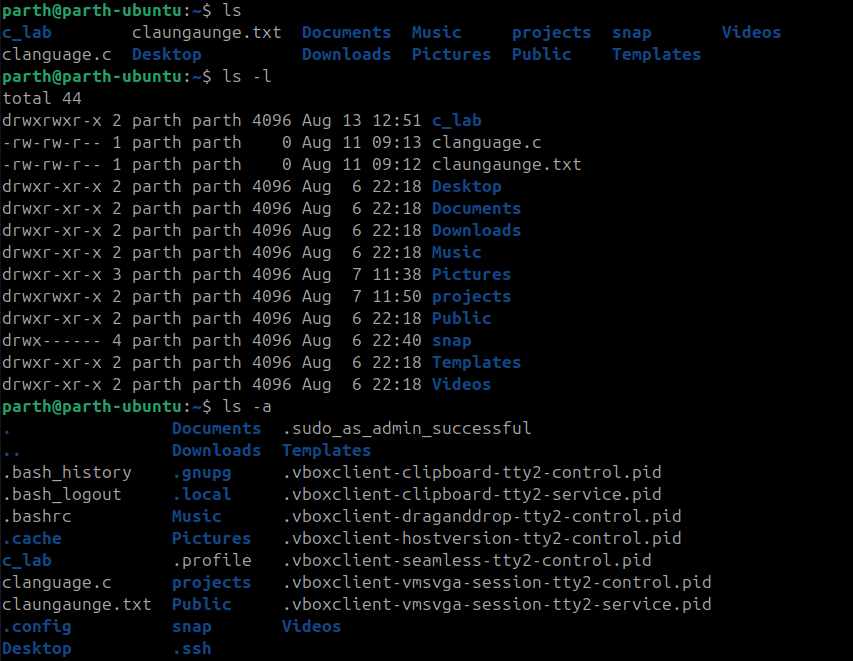 parth@parth-ubuntu:~$ ls
c_lab        claungaunge.txt  Documents  Music     projects  snap       Videos
clanguage.c  Desktop          Downloads  Pictures  Public    Templates
parth@parth-ubuntu:~$ ls -l
total 44
drwxrwxr-x 2 parth parth 4096 Aug 13 12:51 c_lab
-rw-rw-r-- 1 parth parth    0 Aug 11 09:13 clanguage.c
-rw-rw-r-- 1 parth parth    0 Aug 11 09:12 claungaunge.txt
drwxr-xr-x 2 parth parth 4096 Aug  6 22:18 Desktop
drwxr-xr-x 2 parth parth 4096 Aug  6 22:18 Documents
drwxr-xr-x 2 parth parth 4096 Aug  6 22:18 Downloads
drwxr-xr-x 2 parth parth 4096 Aug  6 22:18 Music
drwxr-xr-x 3 parth parth 4096 Aug  7 11:38 Pictures
drwxrwxr-x 2 parth parth 4096 Aug  7 11:50 projects
drwxr-xr-x 2 parth parth 4096 Aug  6 22:18 Public
drwx------ 4 parth parth 4096 Aug  6 22:40 snap
drwxr-xr-x 2 parth parth 4096 Aug  6 22:18 Templates
drwxr-xr-x 2 parth parth 4096 Aug  6 22:18 Videos
parth@parth-ubuntu:~$ ls -a
.                Documents  .sudo_as_admin_successful
..               Downloads  Templates
.bash_history    .gnupg     .vboxclient-clipboard-tty2-control.pid
.bash_logout     .local     .vboxclient-clipboard-tty2-service.pid
.bashrc          Music      .vboxclient-draganddrop-tty2-control.pid
.cache           Pictures   .vboxclient-hostversion-tty2-control.pid
c_lab            .profile   .vboxclient-seamless-tty2-control.pid
clanguage.c      projects   .vboxclient-vmsvga-session-tty2-control.pid
claungaunge.txt  Public     .vboxclient-vmsvga-session-tty2-service.pid
.config          snap       Videos
Desktop          .ssh